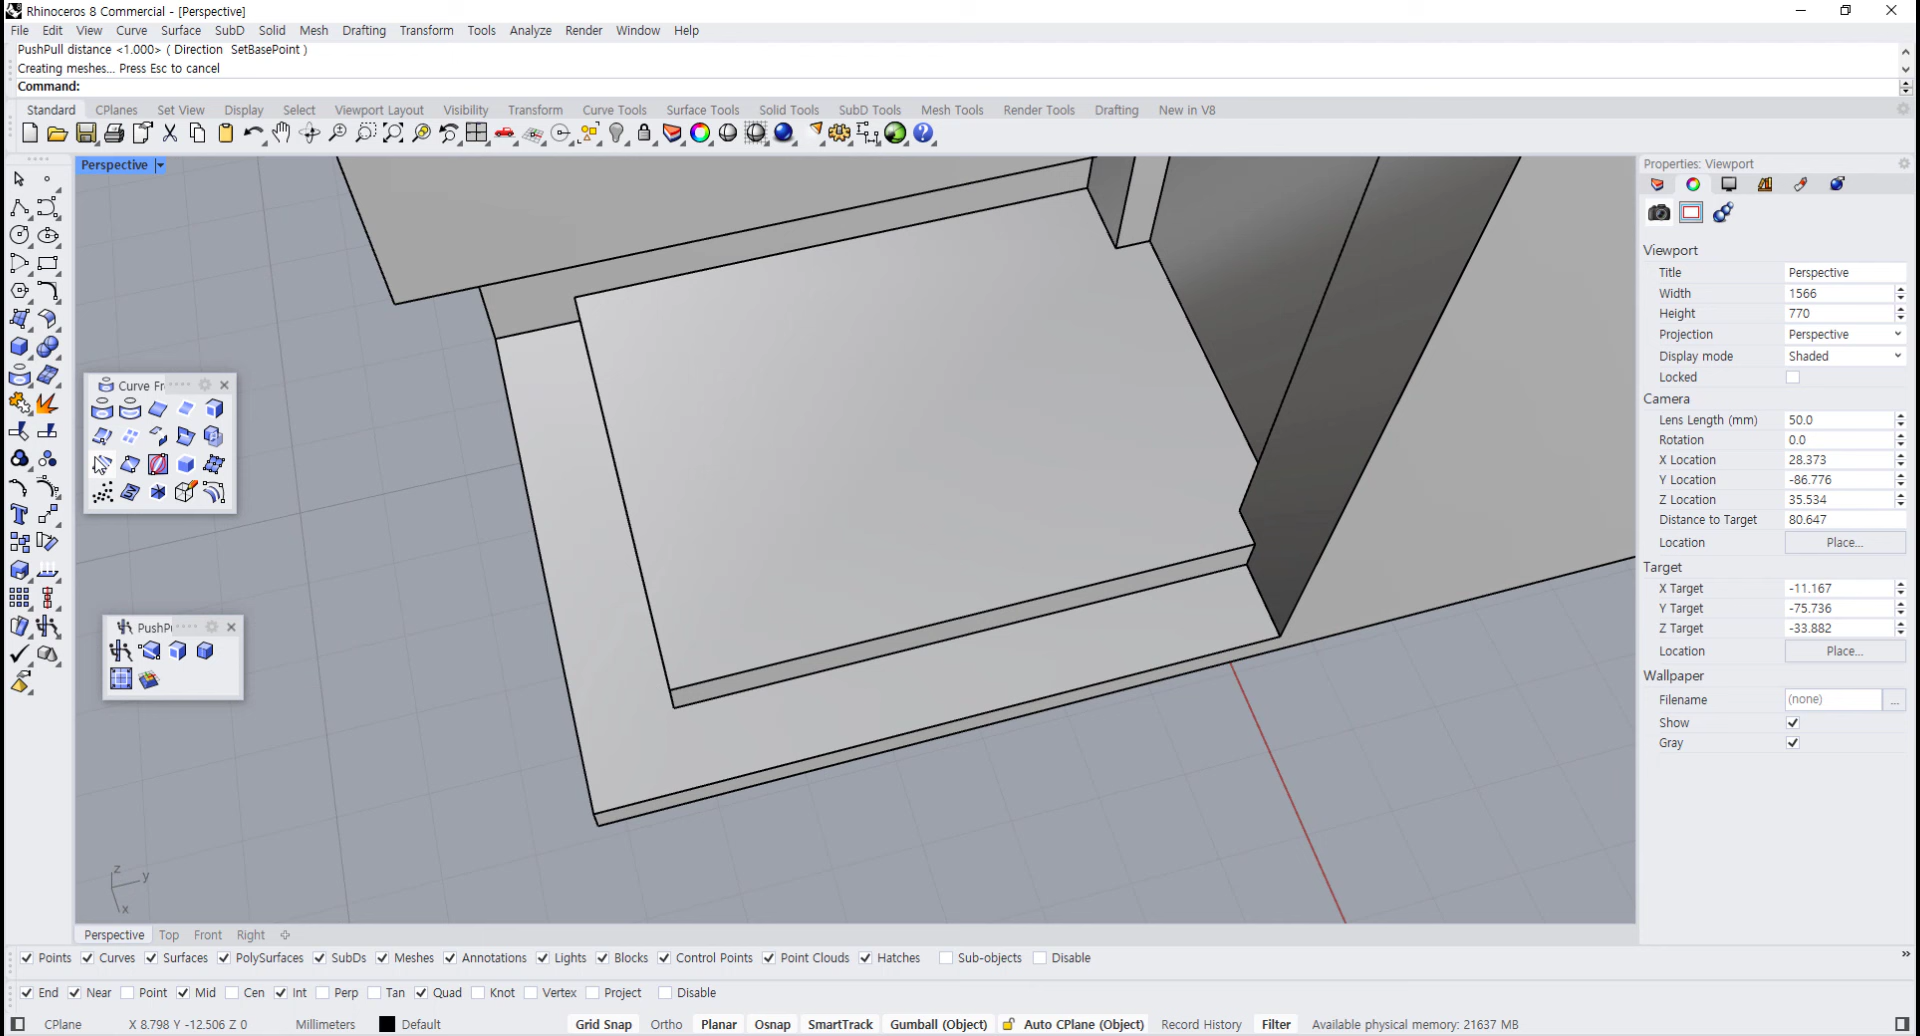 Rhinoceros 8 Commercial - [Perspective]
File Edit View Curve Surface SubD Solid Mesh Drafting Transform Tools Analyze Render Window Help
PushPull distance <1.000> ( Direction SetBasePoint )
Creating meshes... Press Esc to cancel
Command:
Standard CPlanes Set View Display Select Viewport Layout Visibility Transform Curve Tools Surface Tools Solid Tools SubD Tools Mesh Tools Render Tools Drafting New in V8
Perspective
Curve Fr
PushP
z
y
x
Properties: Viewport
Viewport
Title Perspective
Width 1566
Height 770
Projection Perspective
Display mode Shaded
Locked
Camera
Lens Length (mm) 50.0
Rotation 0.0
X Location 28.373
Y Location -86.776
Z Location 35.534
Distance to Target 80.647
Location Place...
Target
X Target -11.167
Y Target -75.736
Z Target -33.882
Location Place...
Wallpaper
Filename (none) ...
Show
Gray
Perspective Top Front Right
Points Curves Surfaces PolySurfaces SubDs Meshes Annotations Lights Blocks Control Points Point Clouds Hatches Sub-objects Disable
End Near Point Mid Cen Int Perp Tan Quad Knot Vertex Project Disable
CPlane X 8.798 Y -12.506 Z 0 Millimeters Default Grid Snap Ortho Planar Osnap SmartTrack Gumball (Object) Auto CPlane (Object) Record History Filter Available physical memory: 21637 MB